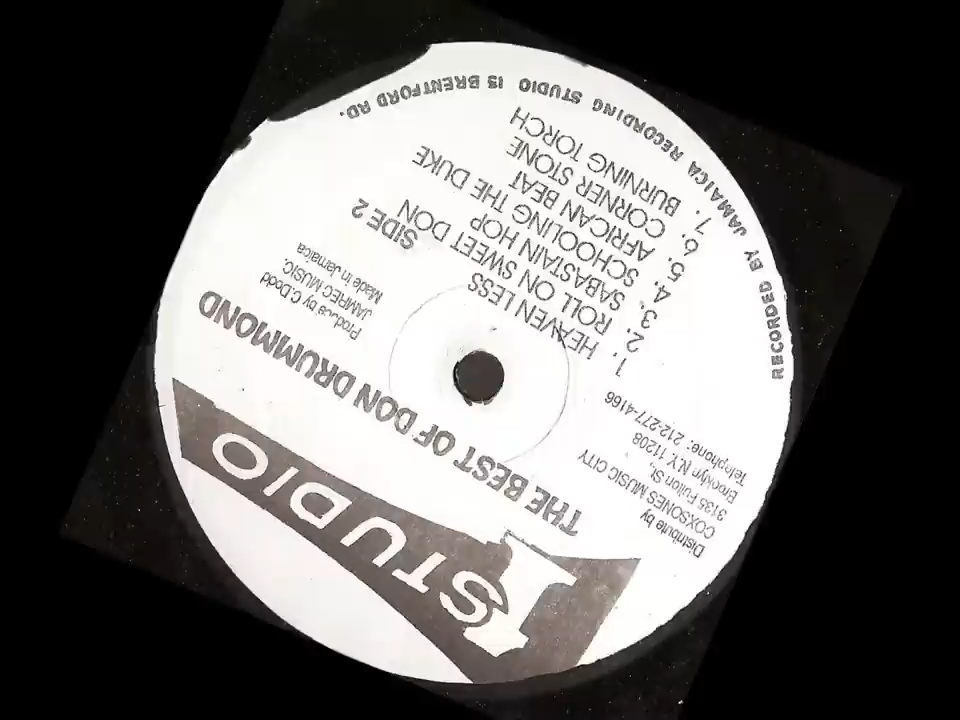 1 STUDIO
THE BEST OF DON DRUMMOND
Distribute by
COXSONES MUSIC CITY
3135 Fulton St.,
Brooklyn N.Y. 11208
Telephone: 212-277-4166
Produce by C. Dodd
JAMREC MUSIC.
Made in Jamaica
SIDE 2
1. HEAVEN LESS
2. ROLL ON SWEET DON
3. SABASTAIN HOP
4. SCHOOLING THE DUKE
5. AFRICAN BEAT
6. CORNER STONE
7. BURNING TORCH
RECORDED BY JAMAICA RECORDING STUDIO 13 BRENTFORD RD.